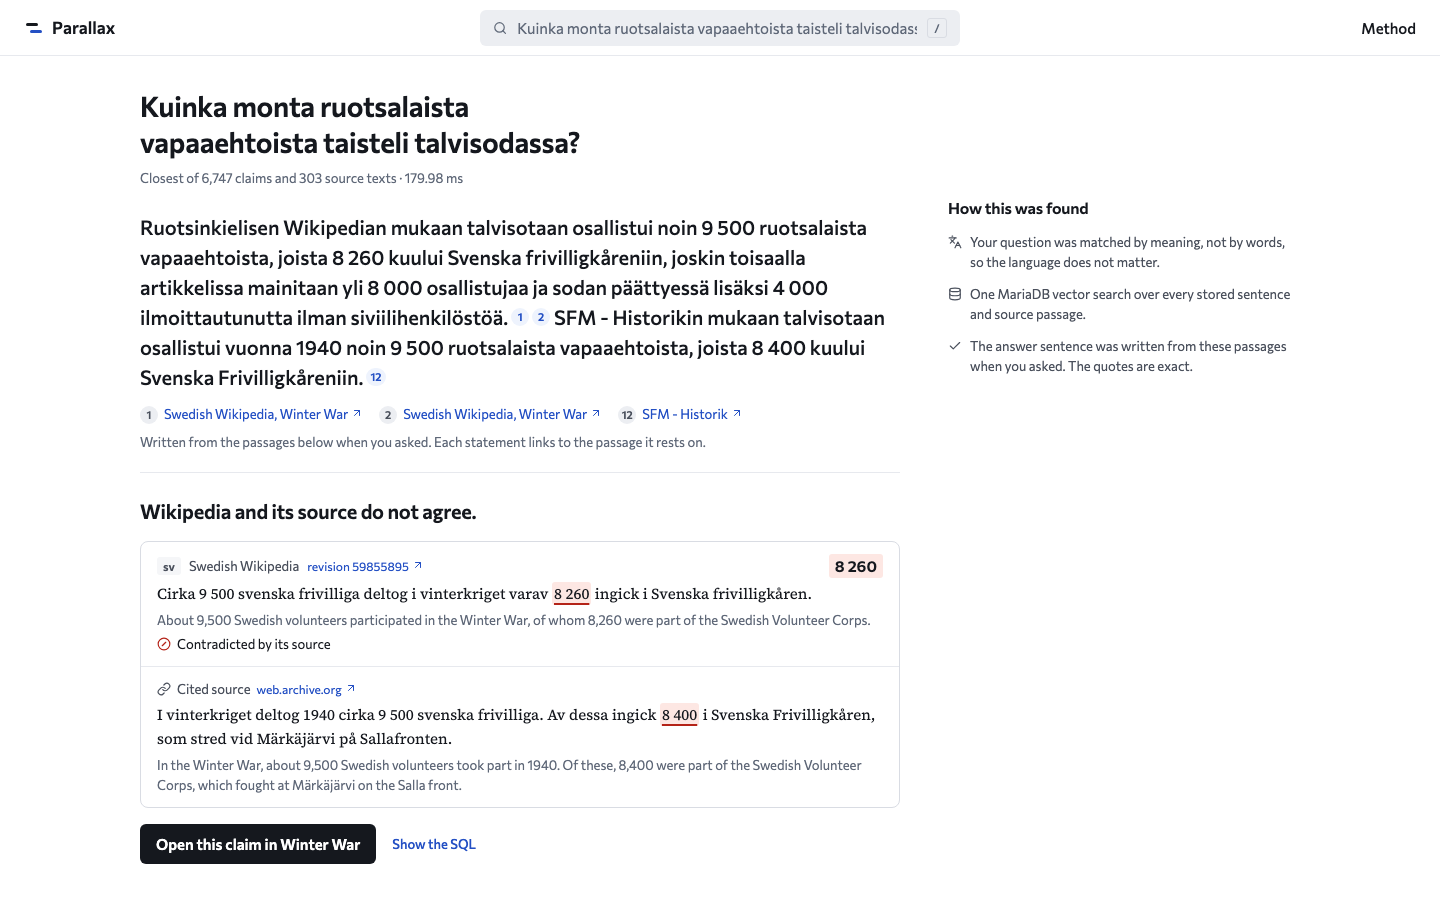 Parallax
Kuinka monta ruotsalaista vapaaehtoista taisteli talvisodas
/
Method
Kuinka monta ruotsalaista
vapaaehtoista taisteli talvisodassa?
Closest of 6,747 claims and 303 source texts · 179.98 ms
Ruotsinkielisen Wikipedian mukaan talvisotaan osallistui noin 9 500 ruotsalaista
vapaaehtoista, joista 8 260 kuului Svenska frivilligkåreniin, joskin toisaalla
artikkelissa mainitaan yli 8 000 osallistujaa ja sodan päättyessä lisäksi 4 000
ilmoittautunutta ilman siviilihenkilöstöä. 1 2 SFM - Historikin mukaan talvisotaan
osallistui vuonna 1940 noin 9 500 ruotsalaista vapaaehtoista, joista 8 400 kuului
Svenska Frivilligkåreniin. 12
1 Swedish Wikipedia, Winter War 2 Swedish Wikipedia, Winter War 12 SFM - Historik
Written from the passages below when you asked. Each statement links to the passage it rests on.
How this was found
Your question was matched by meaning, not by words,
so the language does not matter.
One MariaDB vector search over every stored sentence
and source passage.
The answer sentence was written from these passages
when you asked. The quotes are exact.
Wikipedia and its source do not agree.
sv Swedish Wikipedia revision 59855895
8 260
Cirka 9 500 svenska frivilliga deltog i vinterkriget varav 8 260 ingick i Svenska frivilligkåren.
About 9,500 Swedish volunteers participated in the Winter War, of whom 8,260 were part of the Swedish Volunteer Corps.
Contradicted by its source
Cited source web.archive.org
I vinterkriget deltog 1940 cirka 9 500 svenska frivilliga. Av dessa ingick 8 400 i Svenska Frivilligkåren,
som stred vid Märkäjärvi på Sallafronten.
In the Winter War, about 9,500 Swedish volunteers took part in 1940. Of these, 8,400 were part of the Swedish Volunteer
Corps, which fought at Märkäjärvi on the Salla front.
Open this claim in Winter War
Show the SQL